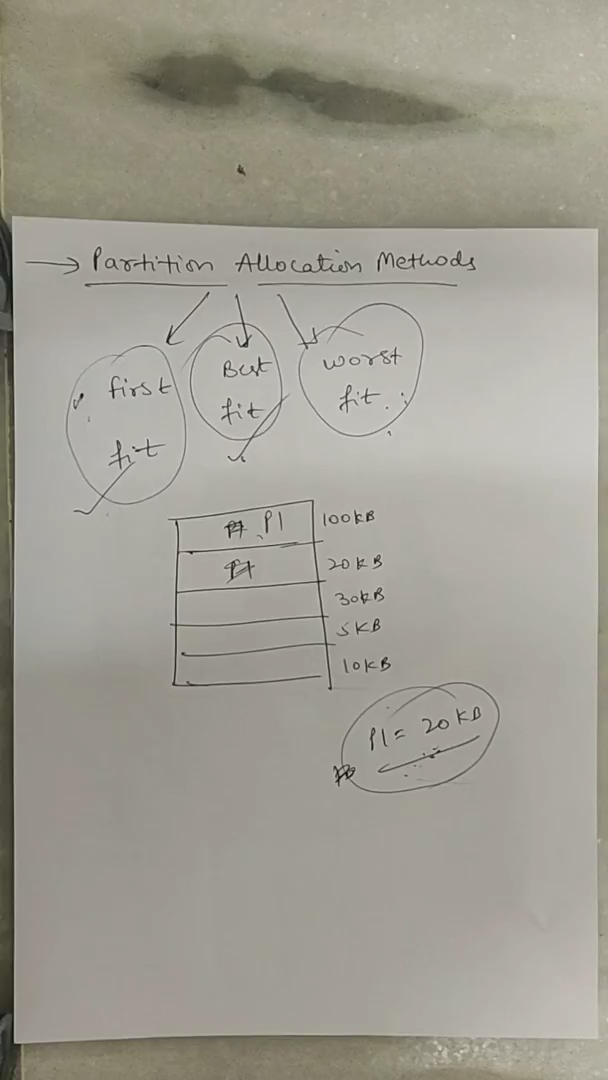 → Partition Allocation Methods
first fit
Best fit
worst fit
P1 100KB
20KB
30KB
5KB
10KB
P1 = 20KB